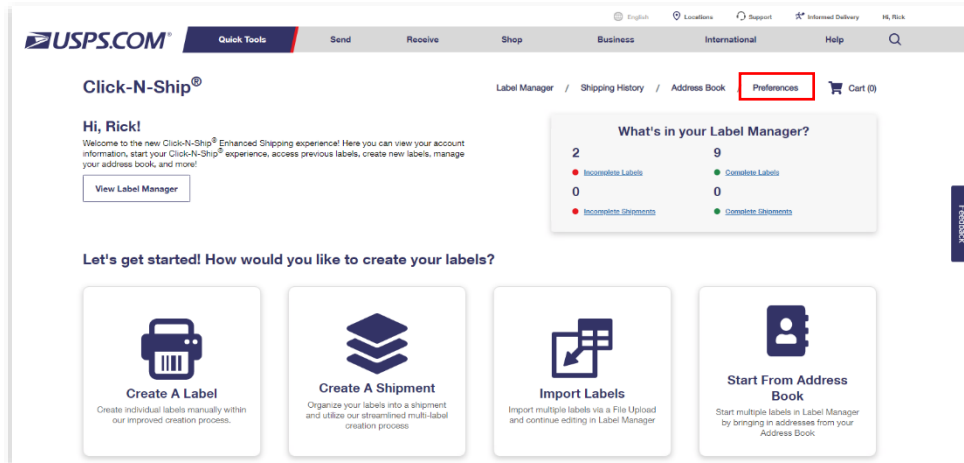 English Locations Support Informed Delivery Hi, Rick
USPS.COM® Quick Tools Send Receive Shop Business International Help
Click-N-Ship® Label Manager / Shipping History / Address Book / Preferences Cart (0)
Hi, Rick!
Welcome to the new Click-N-Ship® Enhanced Shipping experience! Here you can view your account
information, start your Click-N-Ship® experience, access previous labels, create new labels, manage
your address book, and more!
View Label Manager
What's in your Label Manager?
2 9
Incomplete Labels Complete Labels
0 0
Incomplete Shipments Complete Shipments
Feedback
Let's get started! How would you like to create your labels?
Create A Label
Create individual labels manually within
our improved creation process.
Create A Shipment
Organize your labels into a shipment
and utilize our streamlined multi-label
creation process
Import Labels
Import multiple labels via a File Upload
and continue editing in Label Manager
Start From Address
Book
Start multiple labels in Label Manager
by bringing in addresses from your
Address Book